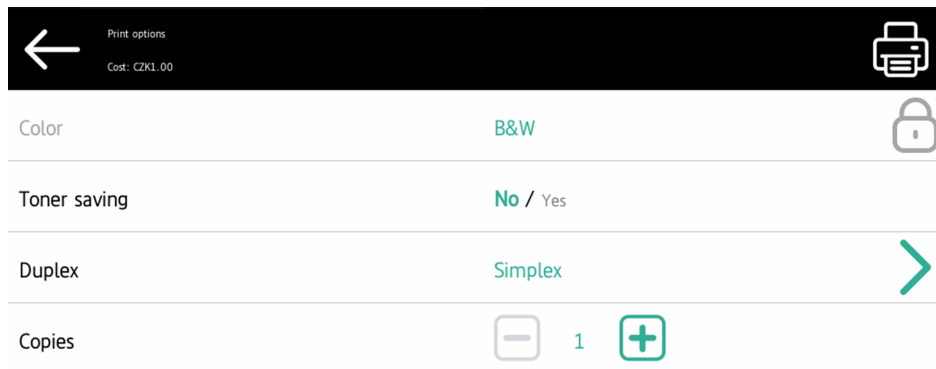 Print options
Cost: CZK1.00
Color B&W
Toner saving No / Yes
Duplex Simplex
Copies 1